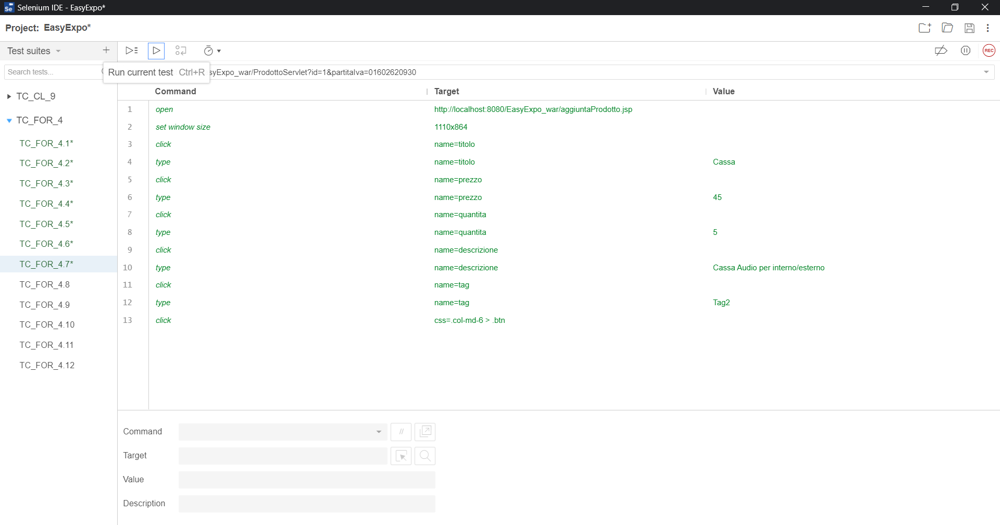 Selenium IDE - EasyExpo*
Project: EasyExpo*
Test suites
REC
Search tests...
Run current test Ctrl+R
syExpo_war/ProdottoServlet?id=1&partitaIva=01602620930
Command Target Value
1 open http://localhost:8080/EasyExpo_war/aggiuntaProdotto.jsp
2 set window size 1110x864
3 click name=titolo
4 type name=titolo Cassa
5 click name=prezzo
6 type name=prezzo 45
7 click name=quantita
8 type name=quantita 5
9 click name=descrizione
10 type name=descrizione Cassa Audio per interno/esterno
11 click name=tag
12 type name=tag Tag2
13 click css=.col-md-6 > .btn
TC_CL_9
TC_FOR_4
TC_FOR_4.1*
TC_FOR_4.2*
TC_FOR_4.3*
TC_FOR_4.4*
TC_FOR_4.5*
TC_FOR_4.6*
TC_FOR_4.7*
TC_FOR_4.8
TC_FOR_4.9
TC_FOR_4.10
TC_FOR_4.11
TC_FOR_4.12
Command //
Target
Value
Description